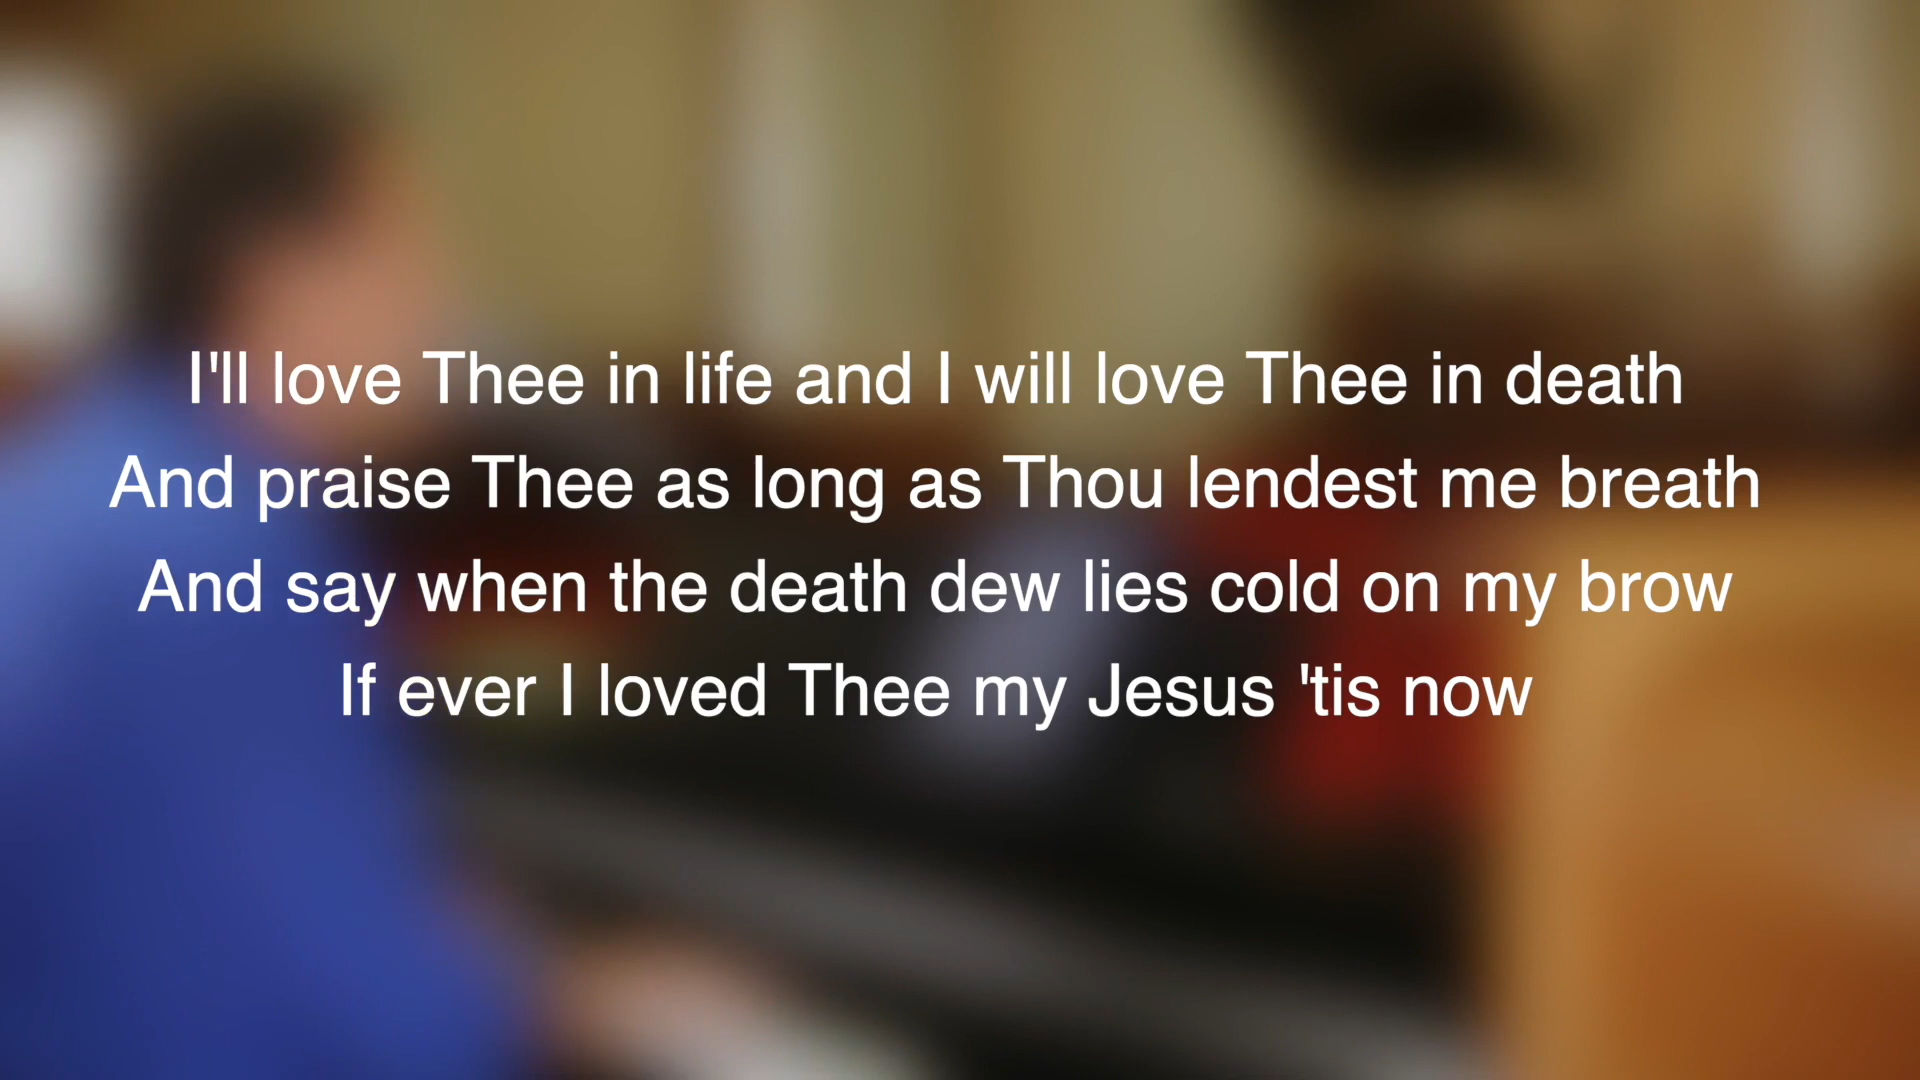 I'll love Thee in life and I will love Thee in death
And praise Thee as long as Thou lendest me breath
And say when the death dew lies cold on my brow
If ever I loved Thee my Jesus 'tis now